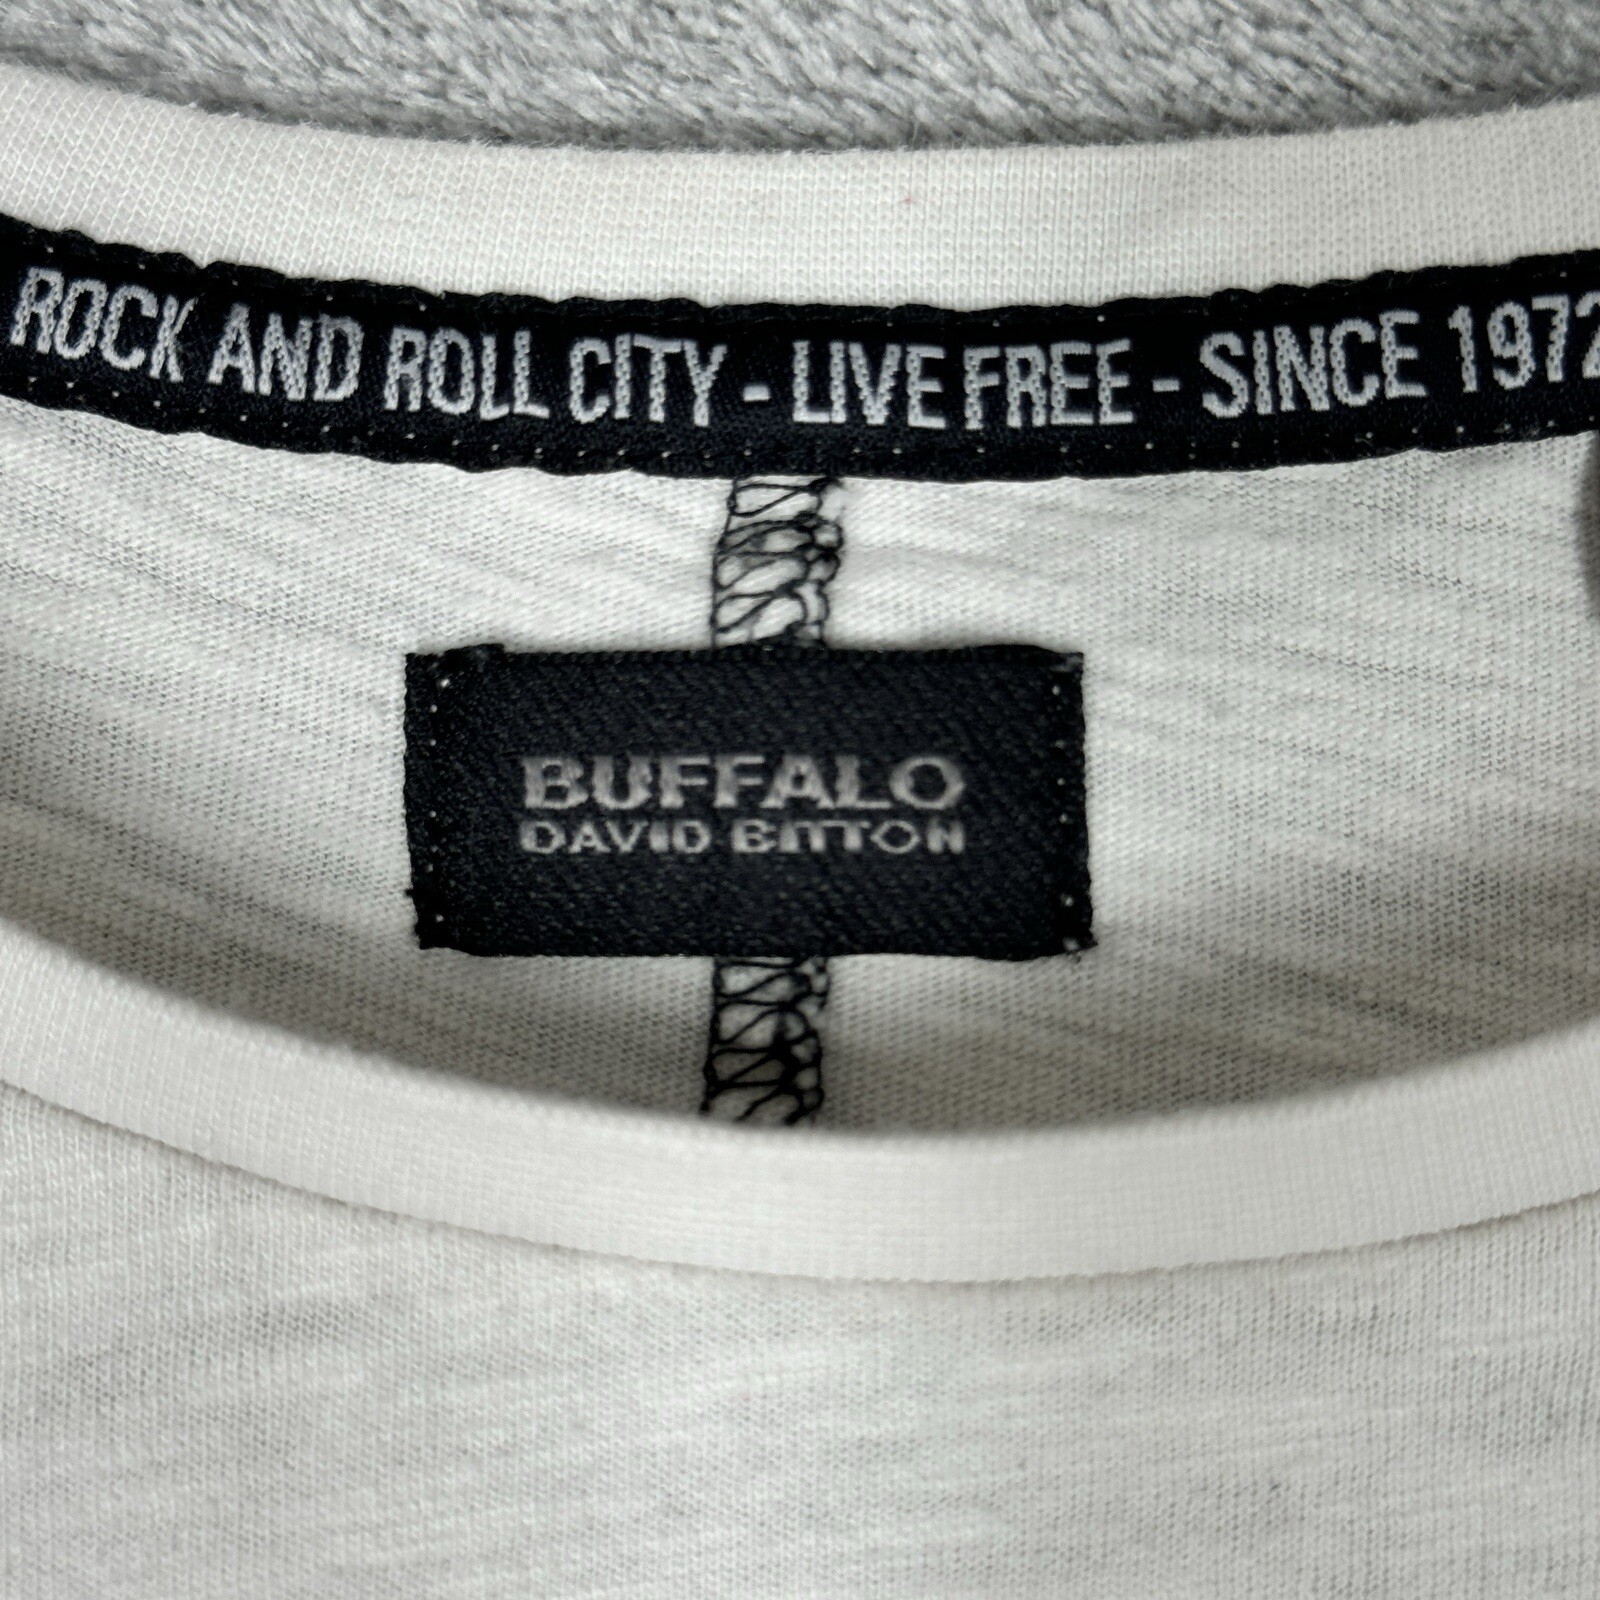 ROCK AND ROLL CITY - LIVE FREE - SINCE 1972
BUFFALO
DAVID BITTON